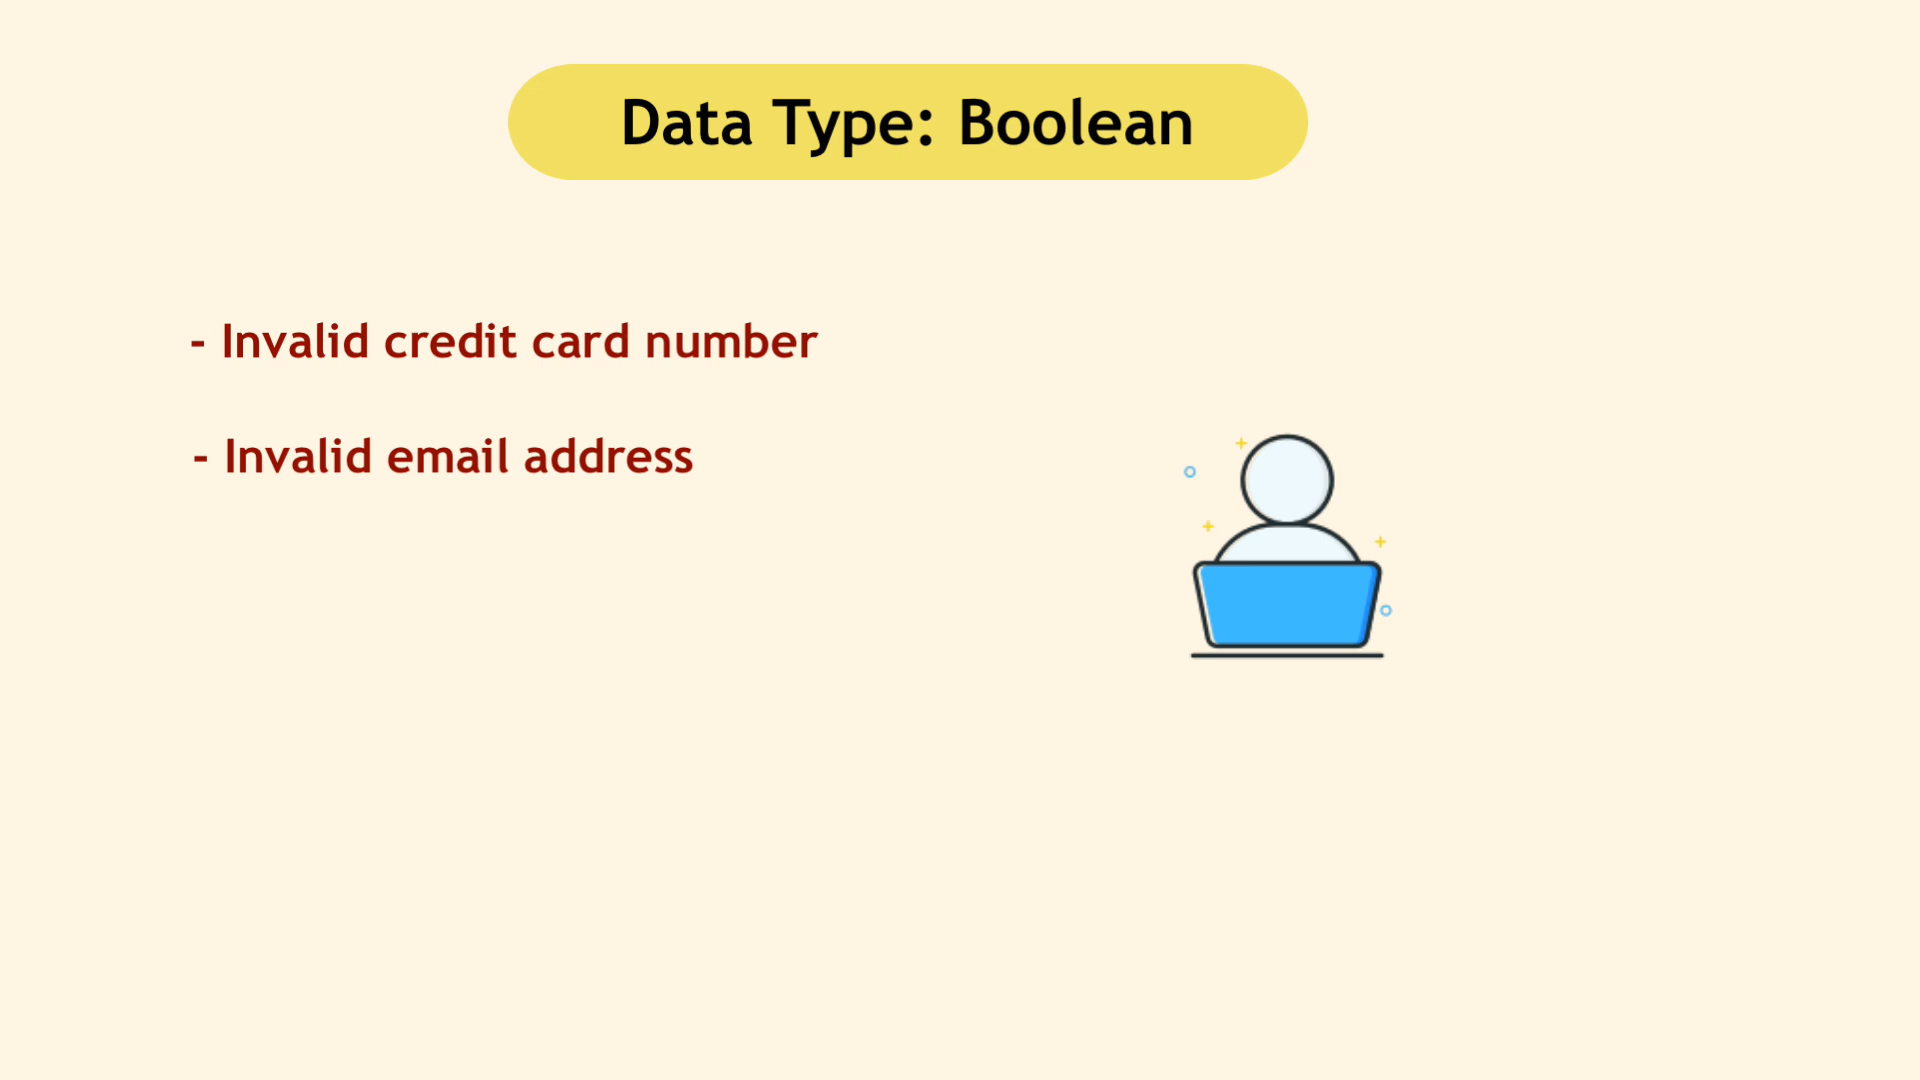 Data Type: Boolean
- Invalid credit card number
- Invalid email address